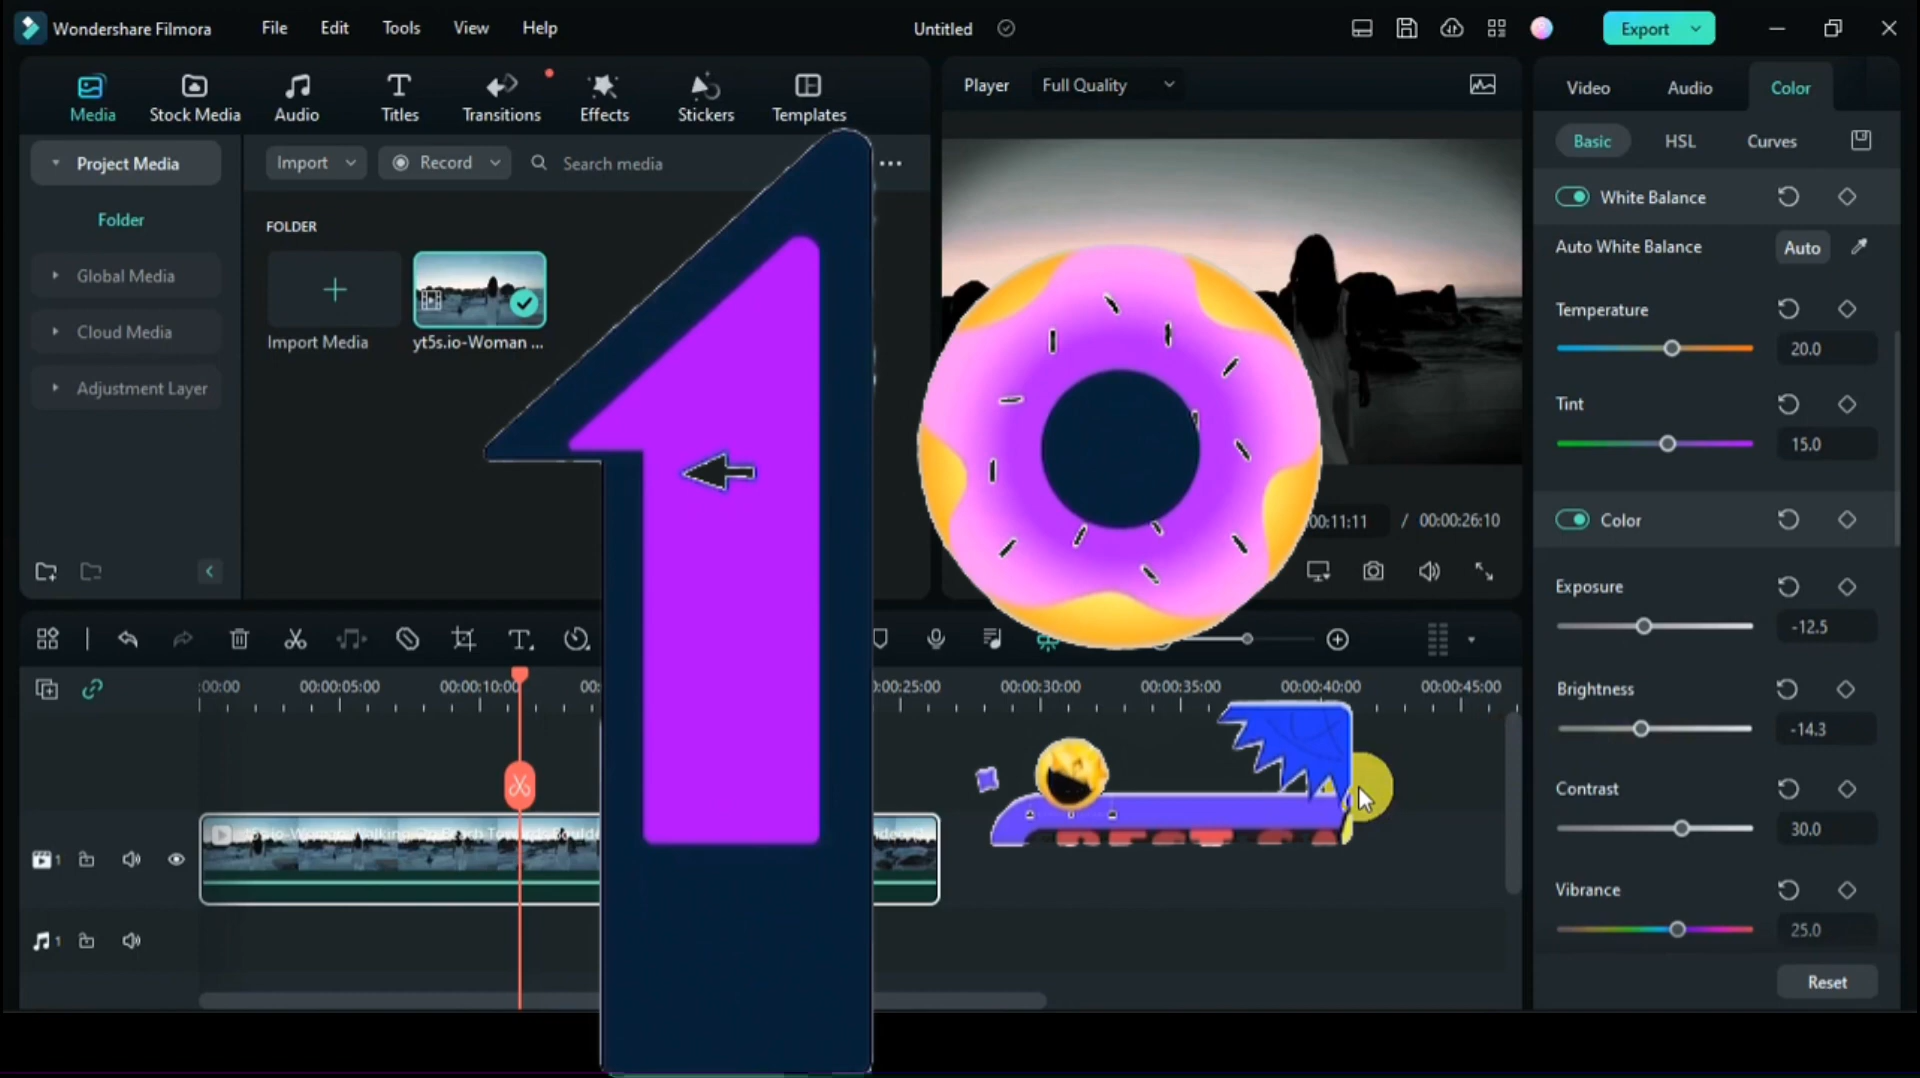 Wondershare Filmora
File
Edit
Tools
View
Help
Untitled
Export
Media
Stock Media
Audio
Titles
Transitions
Effects
Stickers
Templates
Player
Full Quality
Video
Audio
Color
Basic
HSL
Curves
Project Media
Import
Record
Search media
Folder
Global Media
Cloud Media
Adjustment Layer
FOLDER
Import Media
yt5s.io-Woman ...
White Balance
Auto White Balance
Auto
Temperature
20.0
Tint
15.0
Color
Exposure
-12.5
Brightness
-14.3
Contrast
30.0
Vibrance
25.0
Reset
00:11:11
/ 00:00:26:10
:00:00
00:00:05:00
00:00:10:00
00:
0:00:25:00
00:00:30:00
00:00:35:00
00:00:40:00
00:00:45:00
1
1
1